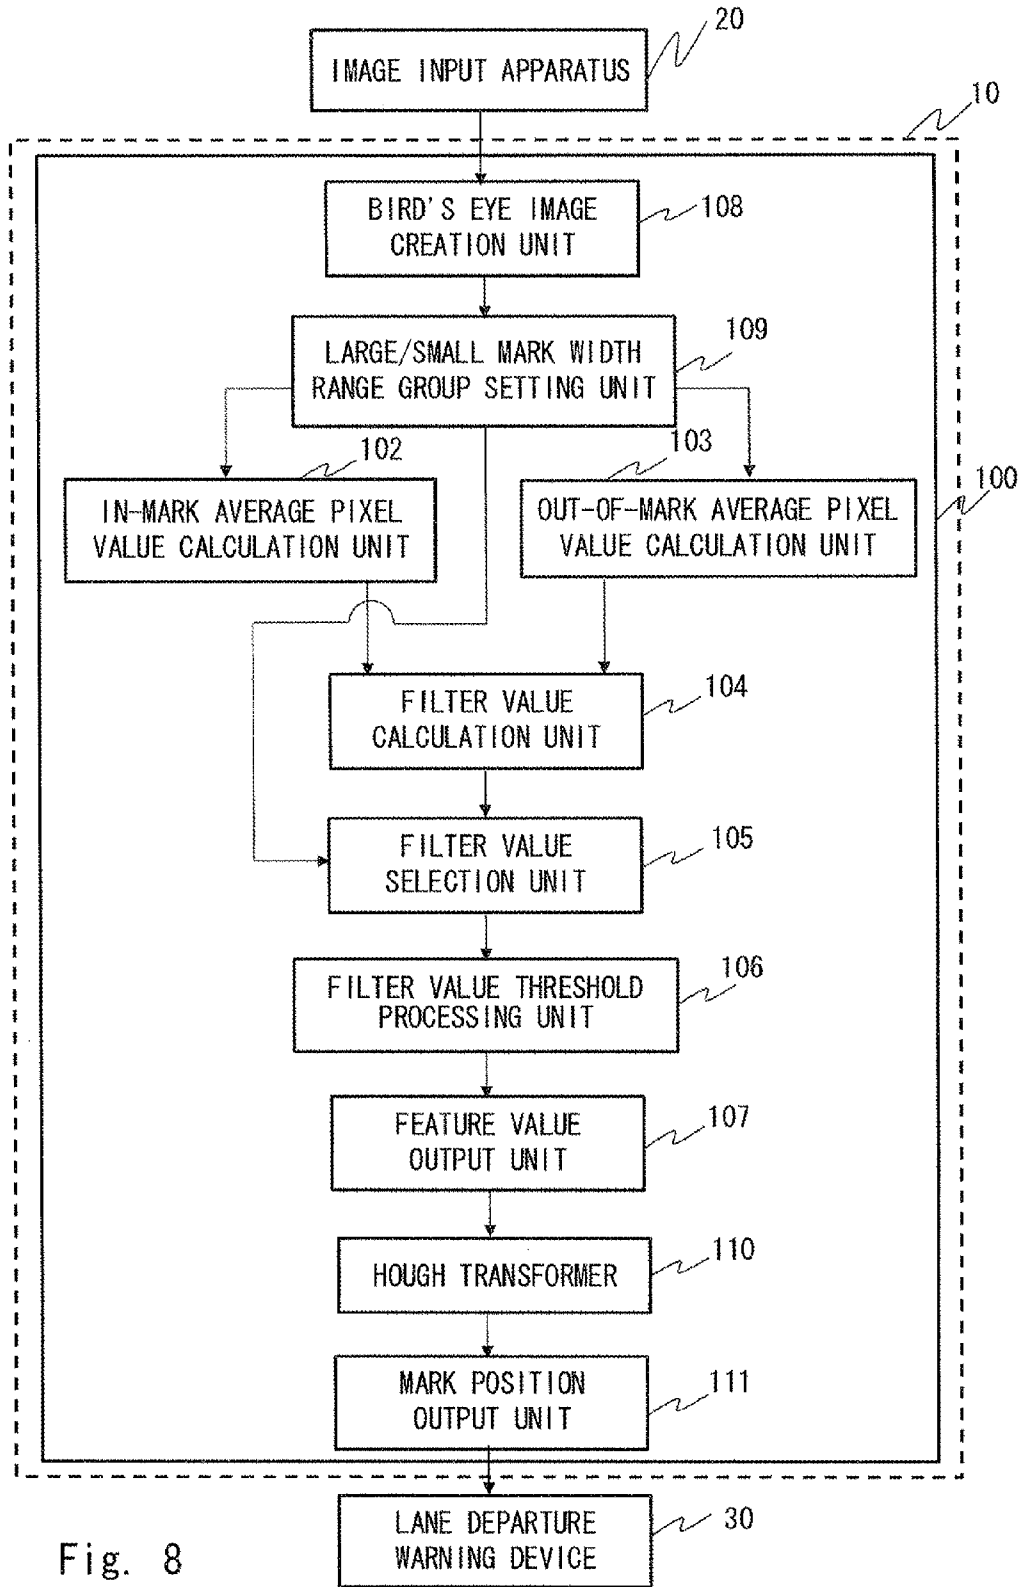 20
IMAGE INPUT APPARATUS
10
BIRD'S EYE IMAGE
CREATION UNIT
108
LARGE/SMALL MARK WIDTH
RANGE GROUP SETTING UNIT
109
102
103
IN-MARK AVERAGE PIXEL
VALUE CALCULATION UNIT
OUT-OF-MARK AVERAGE PIXEL
VALUE CALCULATION UNIT
100
FILTER VALUE
CALCULATION UNIT
104
FILTER VALUE
SELECTION UNIT
105
FILTER VALUE THRESHOLD
PROCESSING UNIT
106
FEATURE VALUE
OUTPUT UNIT
107
HOUGH TRANSFORMER
110
MARK POSITION
OUTPUT UNIT
111
LANE DEPARTURE
WARNING DEVICE
30
Fig. 8